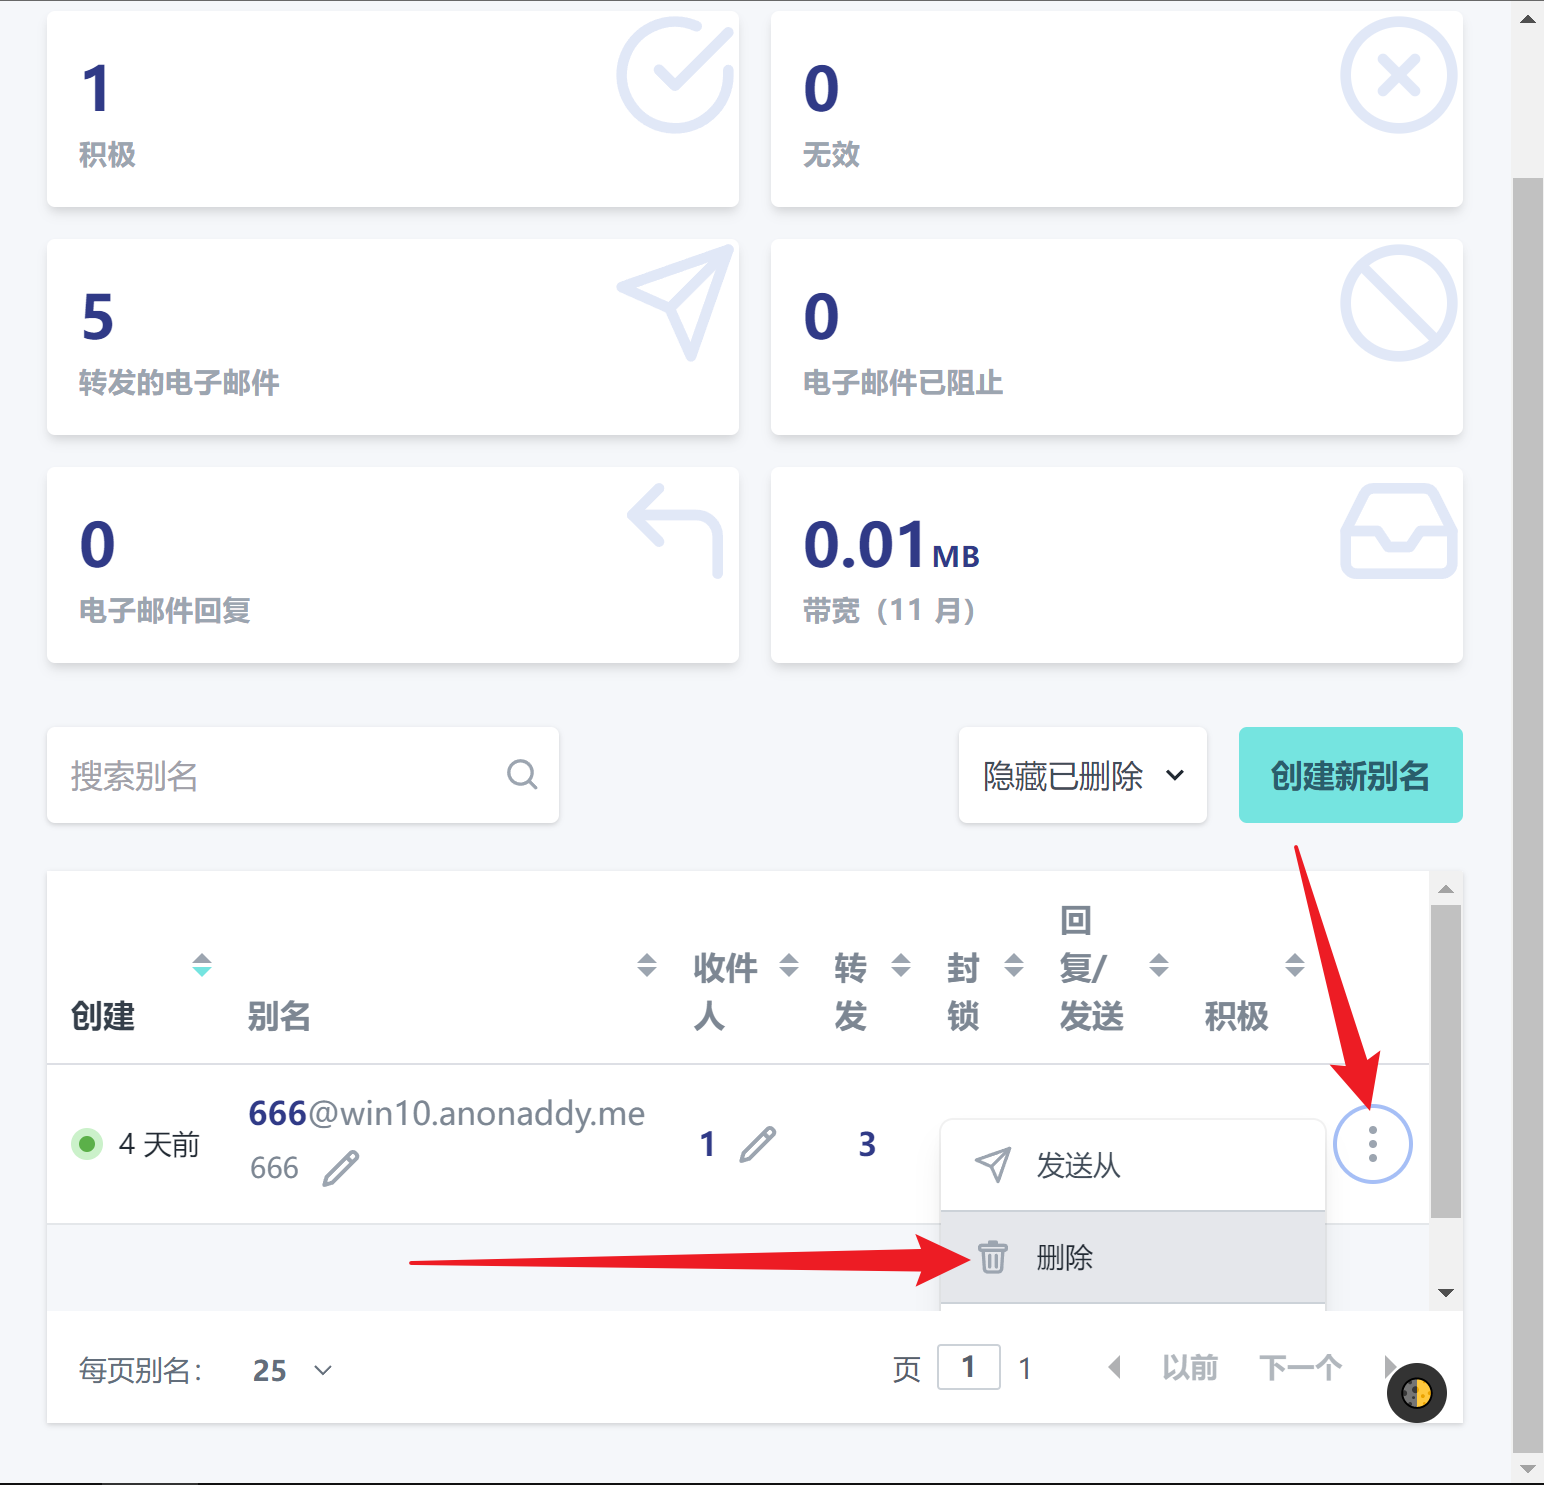 1
积极
0
无效
5
转发的电子邮件
0
电子邮件已阻止
0
电子邮件回复
0.01MB
带宽（11 月）
搜索别名
隐藏已删除
创建新别名
创建
别名
收件
人
转
发
封
锁
回
复/
发送
积极
4 天前
666@win10.anonaddy.me
666
1
3
发送从
删除
每页别名：
25
页 1 1
以前
下一个